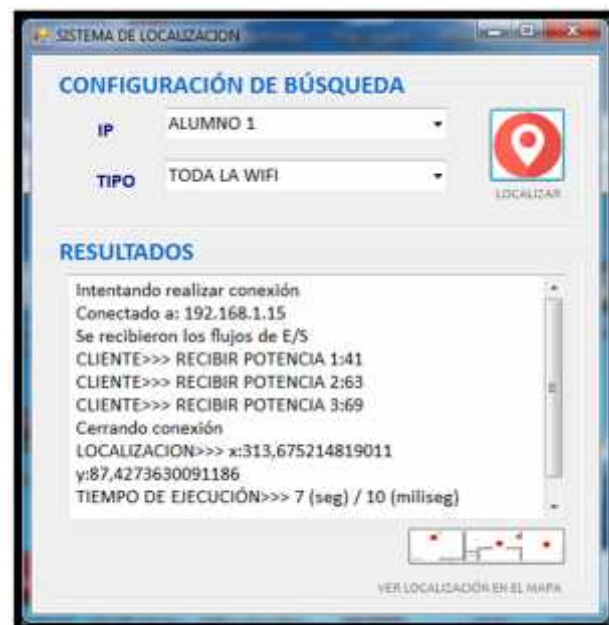 SISTEMA DE LOCALIZACION
CONFIGURACIÓN DE BÚSQUEDA
IP ALUMNO 1
TIPO TODA LA WIFI
LOCALIZAR
RESULTADOS
Intentando realizar conexión
Conectado a: 192.168.1.15
Se recibieron los flujos de E/S
CLIENTE>>> RECIBIR POTENCIA 1:41
CLIENTE>>> RECIBIR POTENCIA 2:63
CLIENTE>>> RECIBIR POTENCIA 3:69
Cerrando conexión
LOCALIZACION>>> x:313,675214819011
y:87,4273630091186
TIEMPO DE EJECUCIÓN>>> 7 (seg) / 10 (miliseg)
VER LOCALIZACIÓN EN EL MAPA